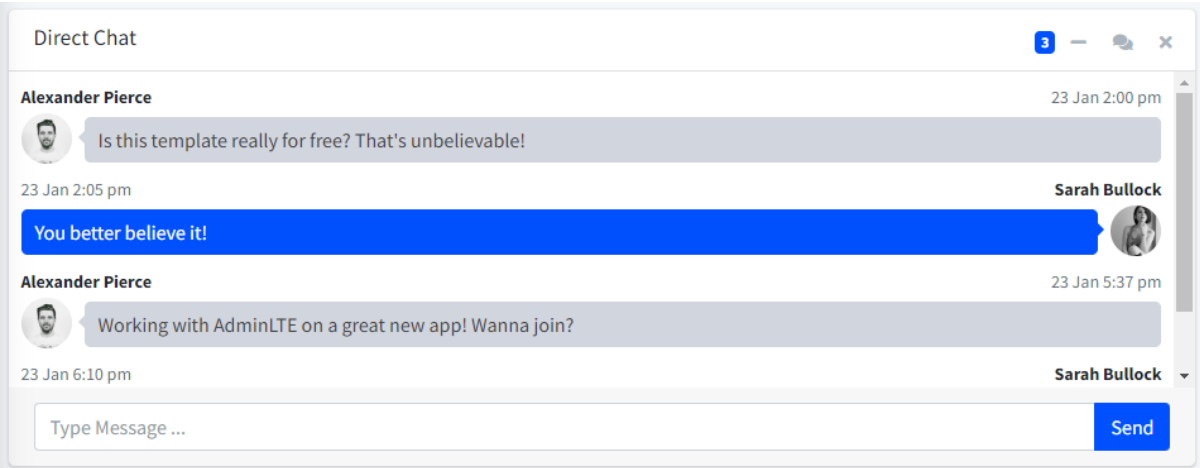 Direct Chat
3
Alexander Pierce 23 Jan 2:00 pm
Is this template really for free? That's unbelievable!
23 Jan 2:05 pm Sarah Bullock
You better believe it!
Alexander Pierce 23 Jan 5:37 pm
Working with AdminLTE on a great new app! Wanna join?
23 Jan 6:10 pm Sarah Bullock
Type Message ... Send